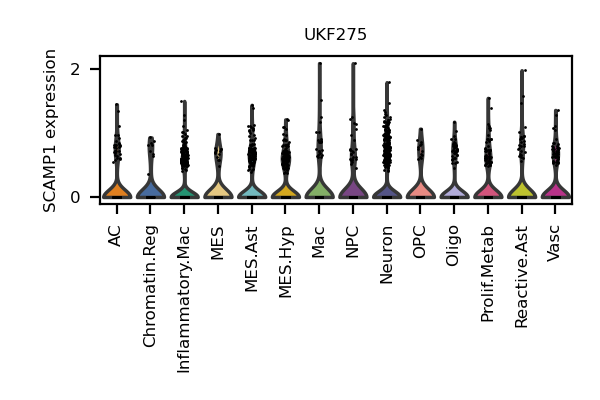 UKF275
SCAMP1 expression
2
0
AC
Chromatin.Reg
Inflammatory.Mac
MES
MES.Ast
MES.Hyp
Mac
NPC
Neuron
OPC
Oligo
Prolif.Metab
Reactive.Ast
Vasc